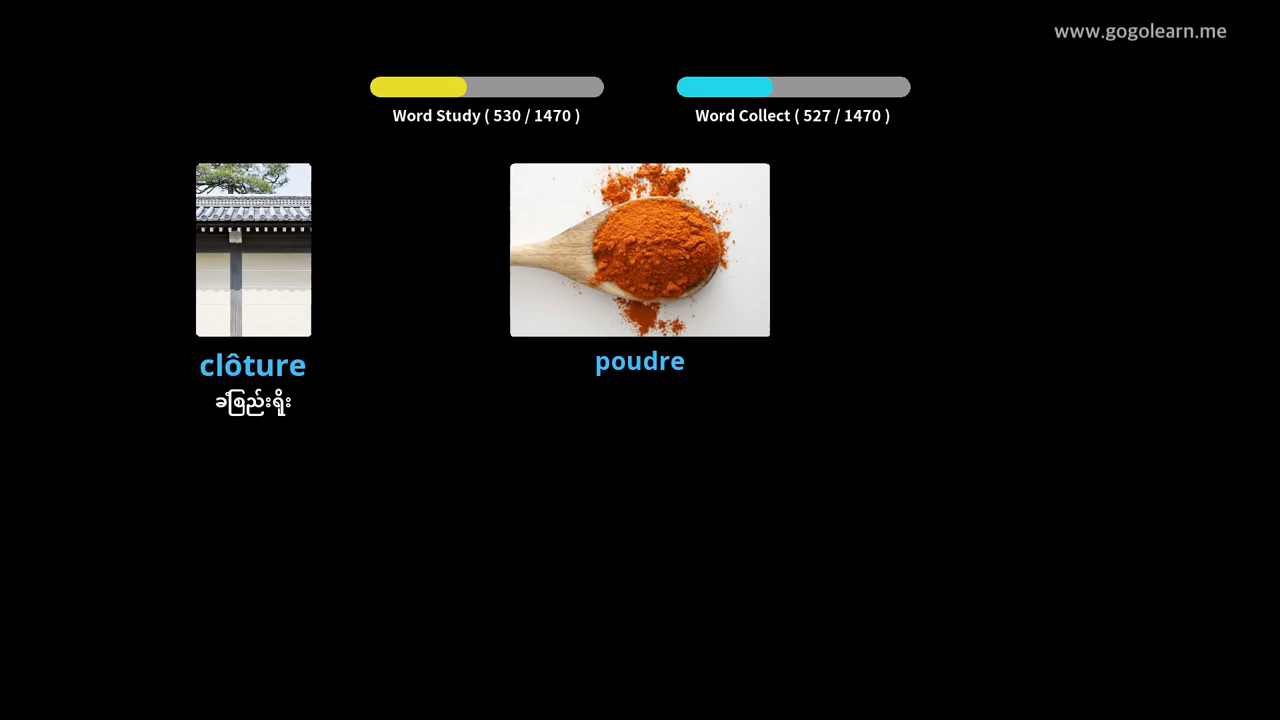 www.gogolearn.me
Word Study ( 530 / 1470 )
Word Collect ( 527 / 1470 )
clôture
ခံစြည်းရိုး
poudre